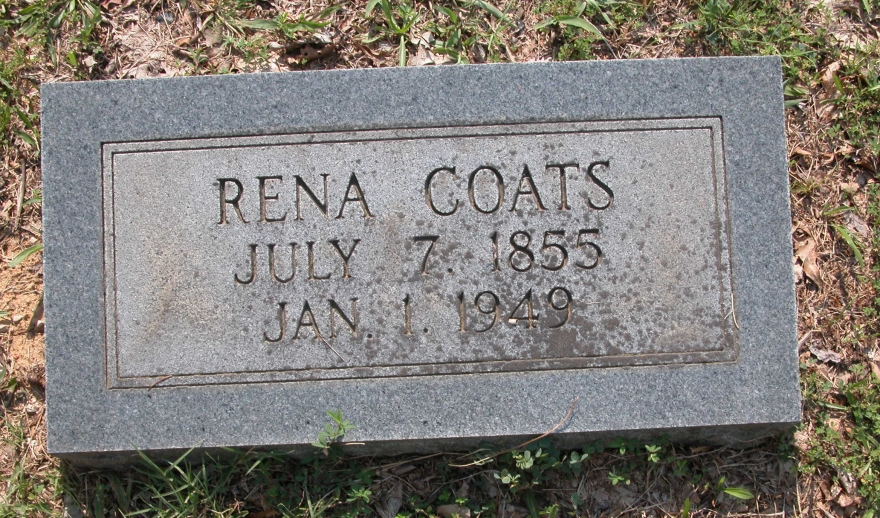 RENA COATS
JULY 7. 1855
JAN. 1. 1949